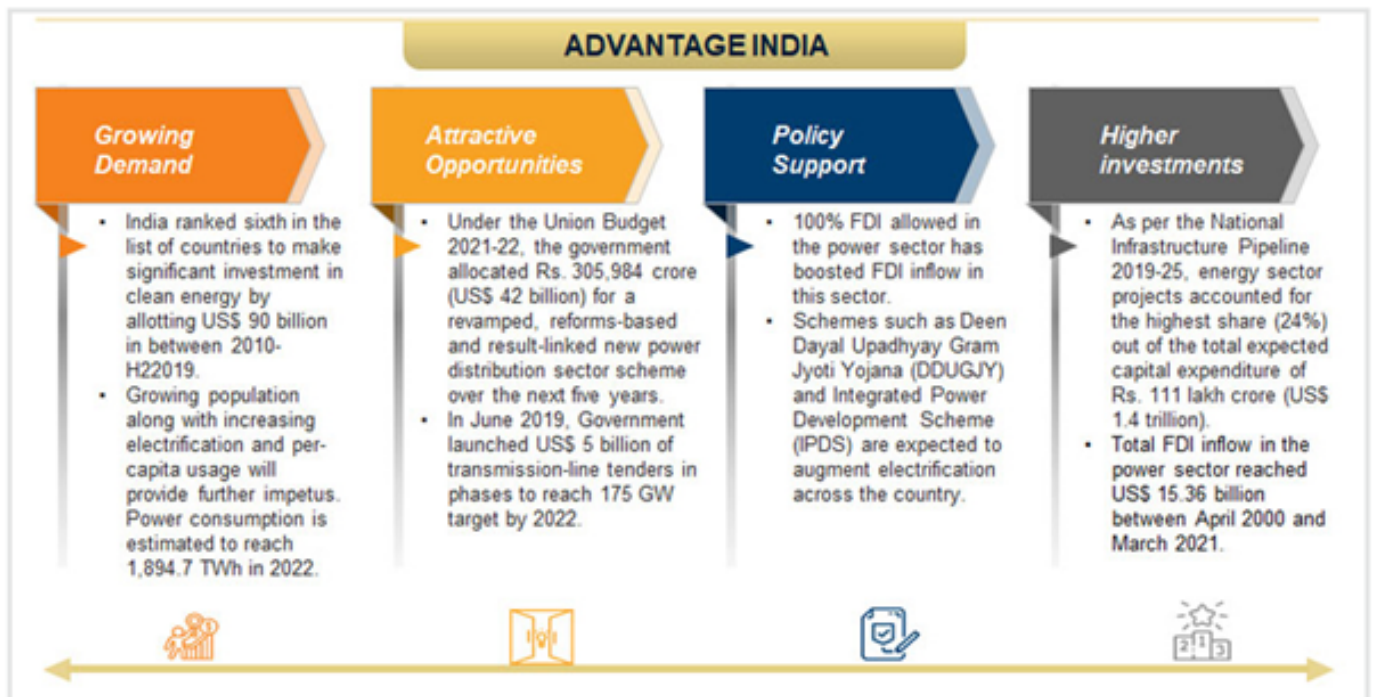 ADVANTAGE INDIA
Growing
Demand
• India ranked sixth in the
list of countries to make
significant investment in
clean energy by
allotting US$ 90 billion
in between 2010-
H22019.
• Growing population
along with increasing
electrification and per-
capita usage will
provide further impetus.
Power consumption is
estimated to reach
1,894.7 TWh in 2022.
Attractive
Opportunities
• Under the Union Budget
2021-22, the government
allocated Rs. 305,984 crore
(US$ 42 billion) for a
revamped, reforms-based
and result-linked new power
distribution sector scheme
over the next five years.
• In June 2019, Government
launched US$ 5 billion of
transmission-line tenders in
phases to reach 175 GW
target by 2022.
Policy
Support
• 100% FDI allowed in
the power sector has
boosted FDI inflow in
this sector.
• Schemes such as Deen
Dayal Upadhyay Gram
Jyoti Yojana (DDUGJY)
and Integrated Power
Development Scheme
(IPDS) are expected to
augment electrification
across the country.
Higher
investments
• As per the National
Infrastructure Pipeline
2019-25, energy sector
projects accounted for
the highest share (24%)
out of the total expected
capital expenditure of
Rs. 111 lakh crore (US$
1.4 trillion).
• Total FDI inflow in the
power sector reached
US$ 15.36 billion
between April 2000 and
March 2021.
2 1 3